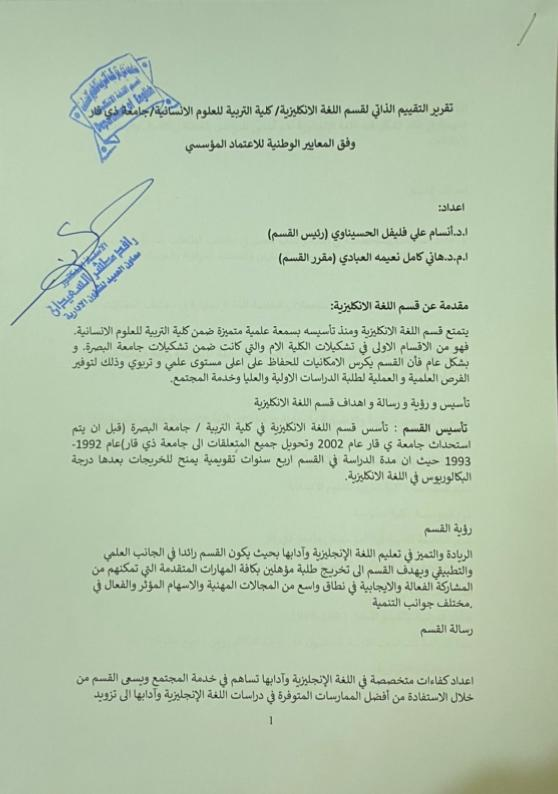 تقرير التقييم الذاتي لقسم اللغة الانكليزية/ كلية التربية للعلوم الانسانية/جامعة ذي قار
وفق المعايير الوطنية للاعتماد المؤسسي
اعداد:
ا.د.أنسام علي فليفل الحسيناوي (رئيس القسم)
ا.م.د.هاني كامل نعيمه العبادي (مقرر القسم)
الاستاذ الدكتور
معاون العميد للشؤون الادارية
مقدمة عن قسم اللغة الانكليزية:
يتمتع قسم اللغة الانكليزية ومنذ تأسيسه بسمعة علمية متميزة ضمن كلية التربية للعلوم الانسانية.
فهو من الاقسام الاولى في تشكيلات الكلية الام والتي كانت ضمن تشكيلات جامعة البصرة. و
بشكل عام فأن القسم يكرس الامكانيات للحفاظ على اعلى مستوى علمي و تربوي وذلك لتوفير
الفرص العلمية و العملية لطلبة الدراسات الاولية والعليا وخدمة المجتمع.
تأسيس و رؤية و رسالة و اهداف قسم اللغة الانكليزية
تأسيس القسم : تأسس قسم اللغة الانكليزية في كلية التربية / جامعة البصرة (قبل ان يتم
استحداث جامعة ي قار عام 2002 وتحويل جميع المتعلقات الى جامعة ذي قار)عام 1992-
1993 حيث ان مدة الدراسة في القسم اربع سنوات تقويمية يمنح للخريجات بعدها درجة
البكالوريوس في اللغة الانكليزية.
رؤية القسم
الريادة والتميز في تعليم اللغة الإنجليزية وآدابها بحيث يكون القسم رائدا في الجانب العلمي
والتطبيقي ويهدف القسم الى تخريج طلبة مؤهلين بكافة المهارات المتقدمة التي تمكنهم من
المشاركة الفعالة والايجابية في نطاق واسع من المجالات المهنية والاسهام المؤثر والفعال في
.مختلف جوانب التنمية
رسالة القسم
اعداد كفاءات متخصصة في اللغة الإنجليزية وآدابها تساهم في خدمة المجتمع ويسعى القسم من
خلال الاستفادة من أفضل الممارسات المتوفرة في دراسات اللغة الإنجليزية وآدابها الى تزويد
1